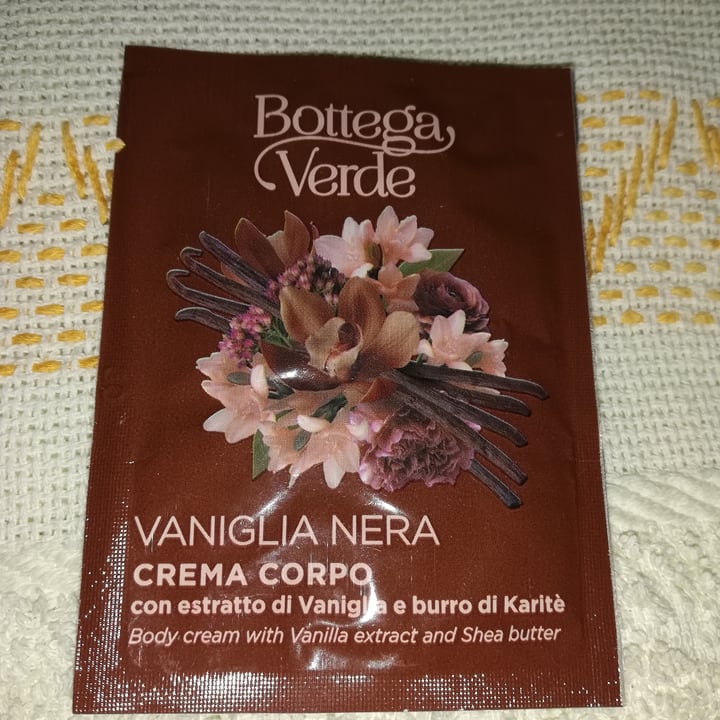 Bottega
Verde
VANIGLIA NERA
CREMA CORPO
con estratto di Vaniglia e burro di Karitè
Body cream with Vanilla extract and Shea butter